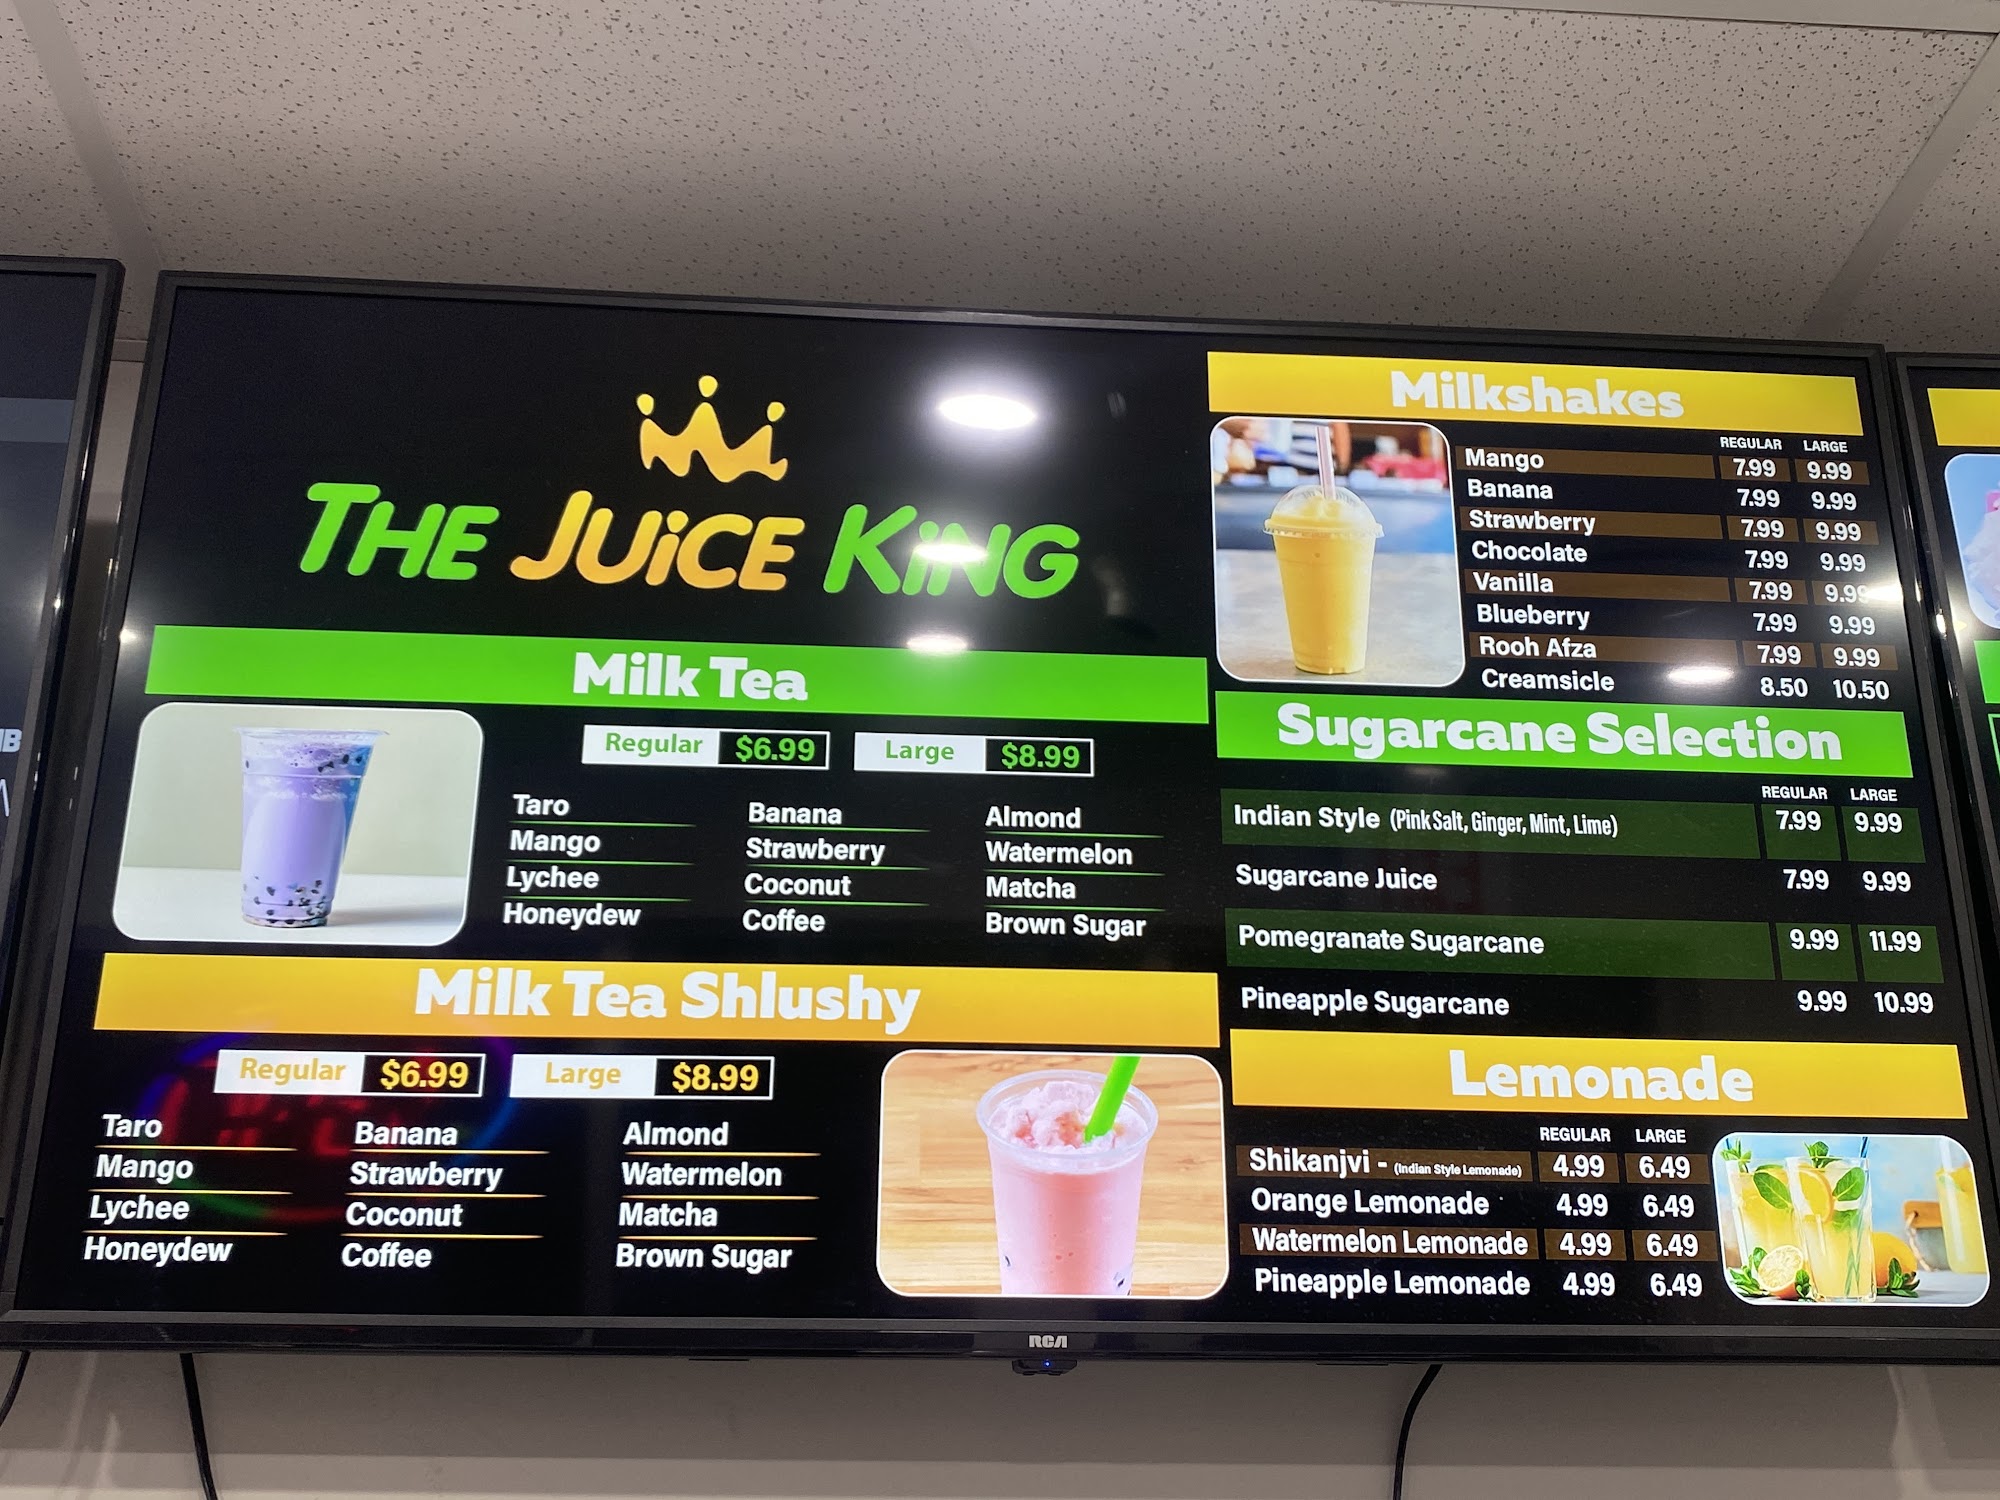 THE JUiCE KiNG
Milk Tea
Regular $6.99 Large $8.99
Taro Banana Almond
Mango Strawberry Watermelon
Lychee Coconut Matcha
Honeydew Coffee Brown Sugar
Milk Tea Shlushy
Regular $6.99 Large $8.99
Taro Banana Almond
Mango Strawberry Watermelon
Lychee Coconut Matcha
Honeydew Coffee Brown Sugar
Milkshakes
REGULAR LARGE
Mango 7.99 9.99
Banana 7.99 9.99
Strawberry 7.99 9.99
Chocolate 7.99 9.99
Vanilla 7.99 9.99
Blueberry 7.99 9.99
Rooh Afza 7.99 9.99
Creamsicle 8.50 10.50
Sugarcane Selection
REGULAR LARGE
Indian Style (Pink Salt, Ginger, Mint, Lime) 7.99 9.99
Sugarcane Juice 7.99 9.99
Pomegranate Sugarcane 9.99 11.99
Pineapple Sugarcane 9.99 10.99
Lemonade
REGULAR LARGE
Shikanjvi - (Indian Style Lemonade) 4.99 6.49
Orange Lemonade 4.99 6.49
Watermelon Lemonade 4.99 6.49
Pineapple Lemonade 4.99 6.49
RCA